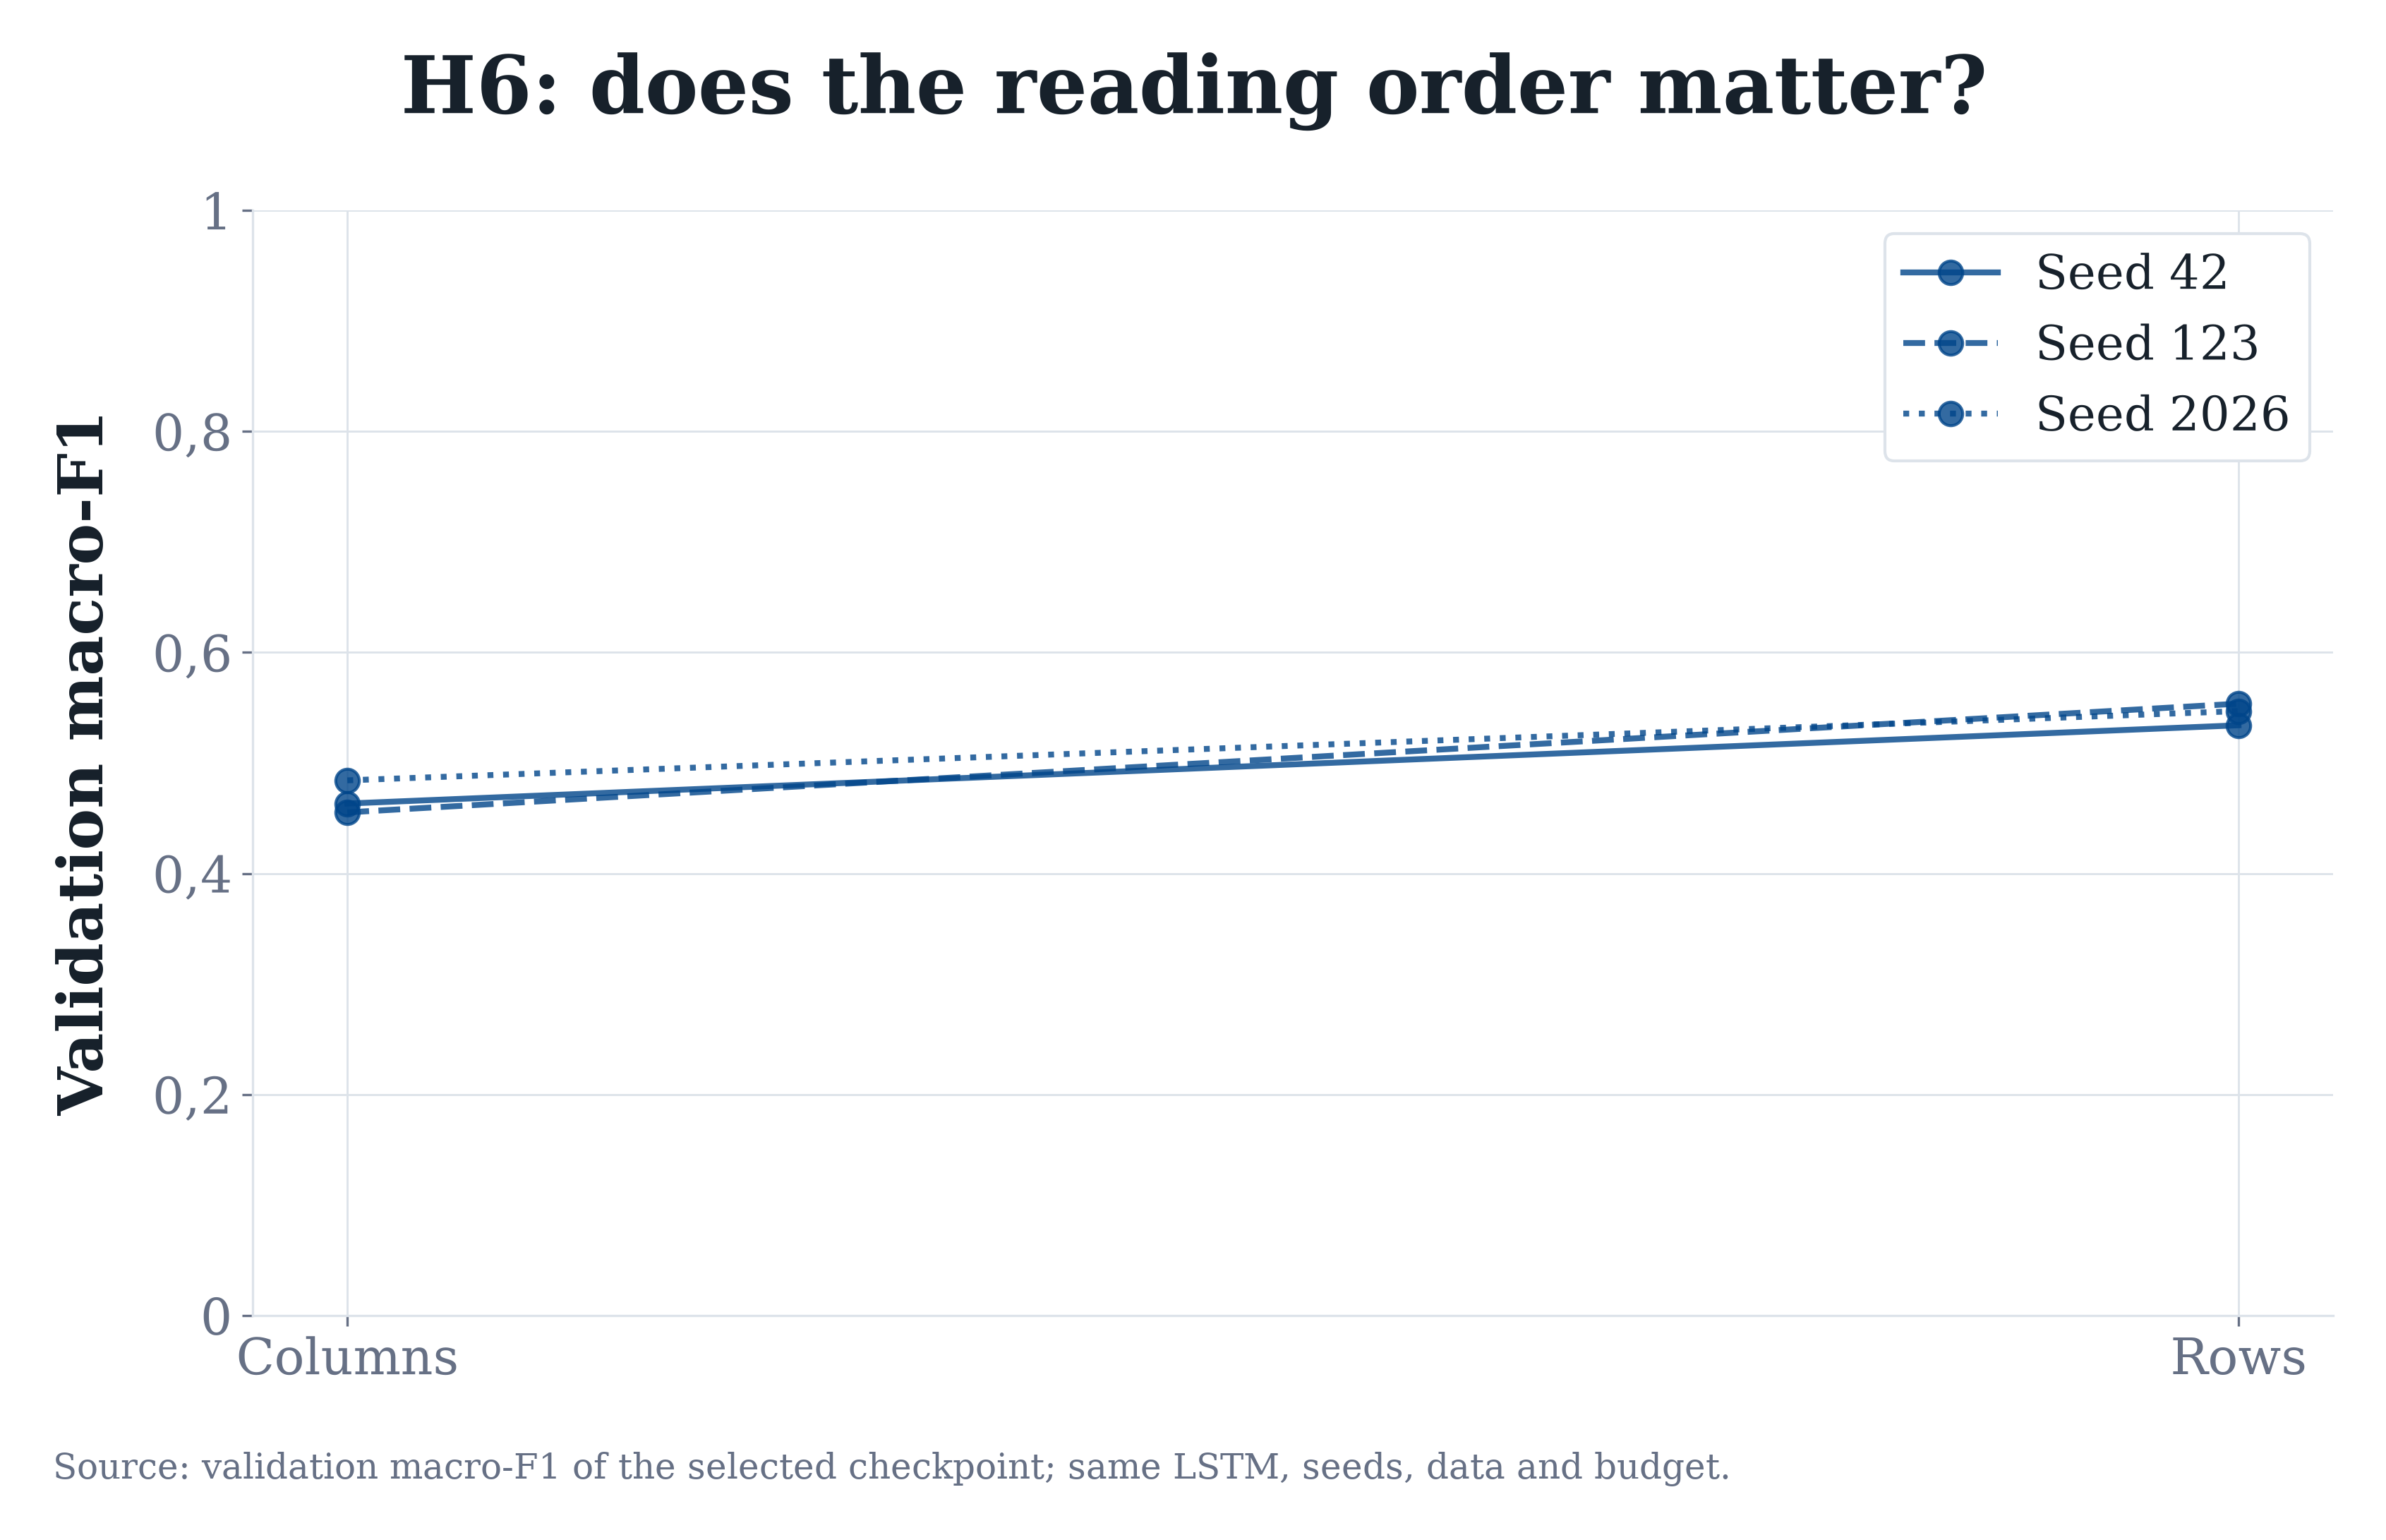 H6: does the reading order matter?
Validation macro-F1
1
0,8
0,6
0,4
0,2
0
Seed 42
Seed 123
Seed 2026
Columns
Rows
Source: validation macro-F1 of the selected checkpoint; same LSTM, seeds, data and budget.